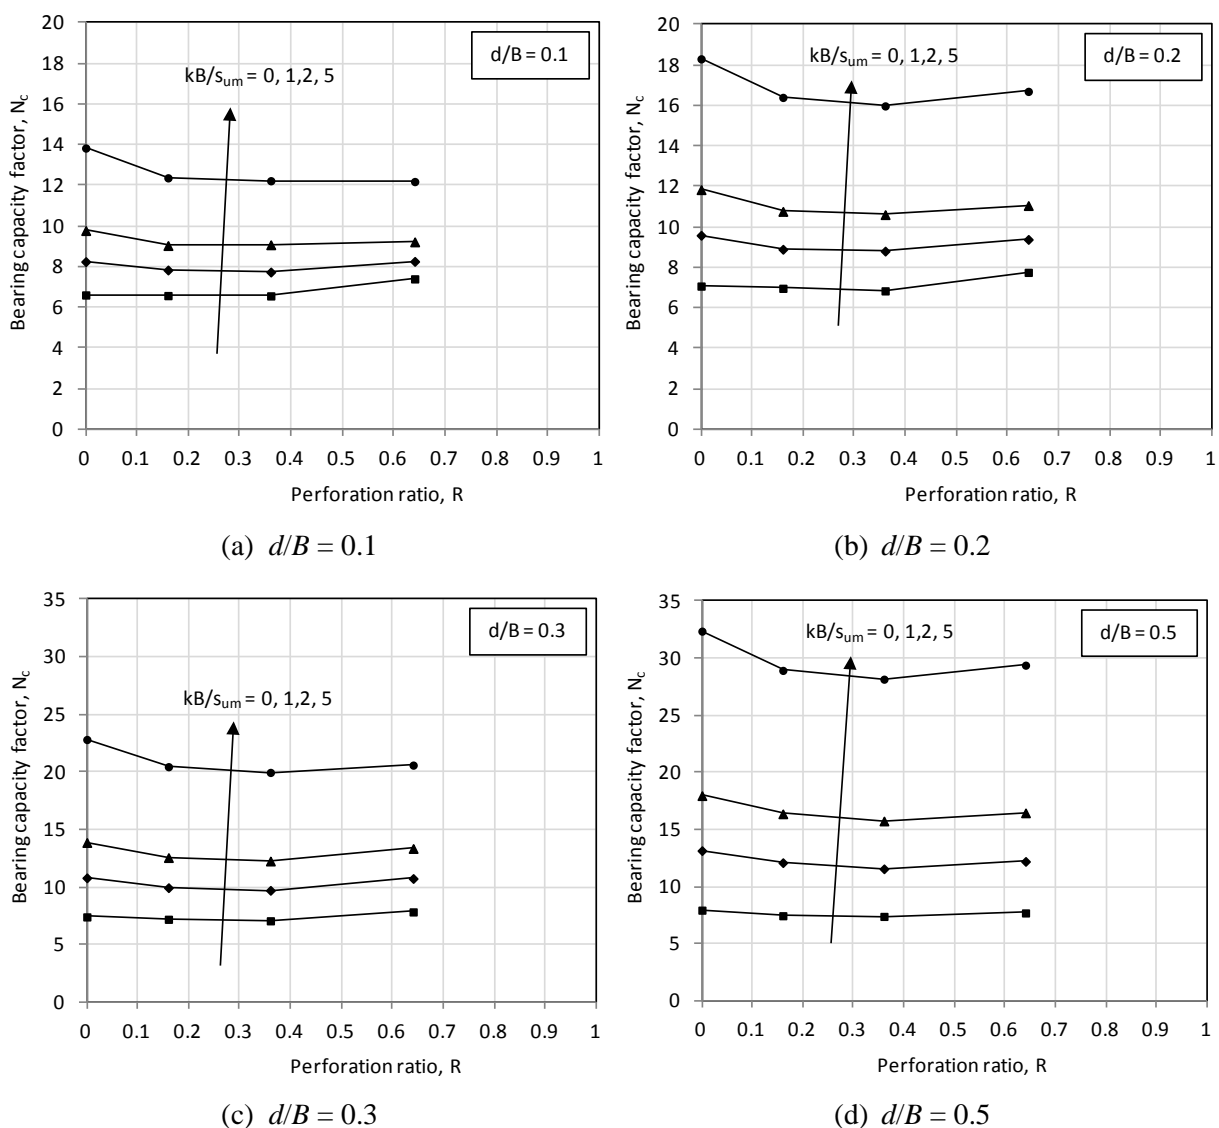 20
18
16
14
12
10
8
6
4
2
0
Bearing capacity factor, Nc
d/B = 0.1
kB/sum = 0, 1,2, 5
0 0.1 0.2 0.3 0.4 0.5 0.6 0.7 0.8 0.9 1
Perforation ratio, R
(a) d/B = 0.1
20
18
16
14
12
10
8
6
4
2
0
Bearing capacity factor, Nc
d/B = 0.2
kB/sum = 0, 1,2, 5
0 0.1 0.2 0.3 0.4 0.5 0.6 0.7 0.8 0.9 1
Perforation ratio, R
(b) d/B = 0.2
35
30
25
20
15
10
5
0
Bearing capacity factor, Nc
d/B = 0.3
kB/sum = 0, 1,2, 5
0 0.1 0.2 0.3 0.4 0.5 0.6 0.7 0.8 0.9 1
Perforation ratio, R
(c) d/B = 0.3
35
30
25
20
15
10
5
0
Bearing capacity factor, Nc
d/B = 0.5
kB/sum = 0, 1,2, 5
0 0.1 0.2 0.3 0.4 0.5 0.6 0.7 0.8 0.9 1
Perforation ratio, R
(d) d/B = 0.5